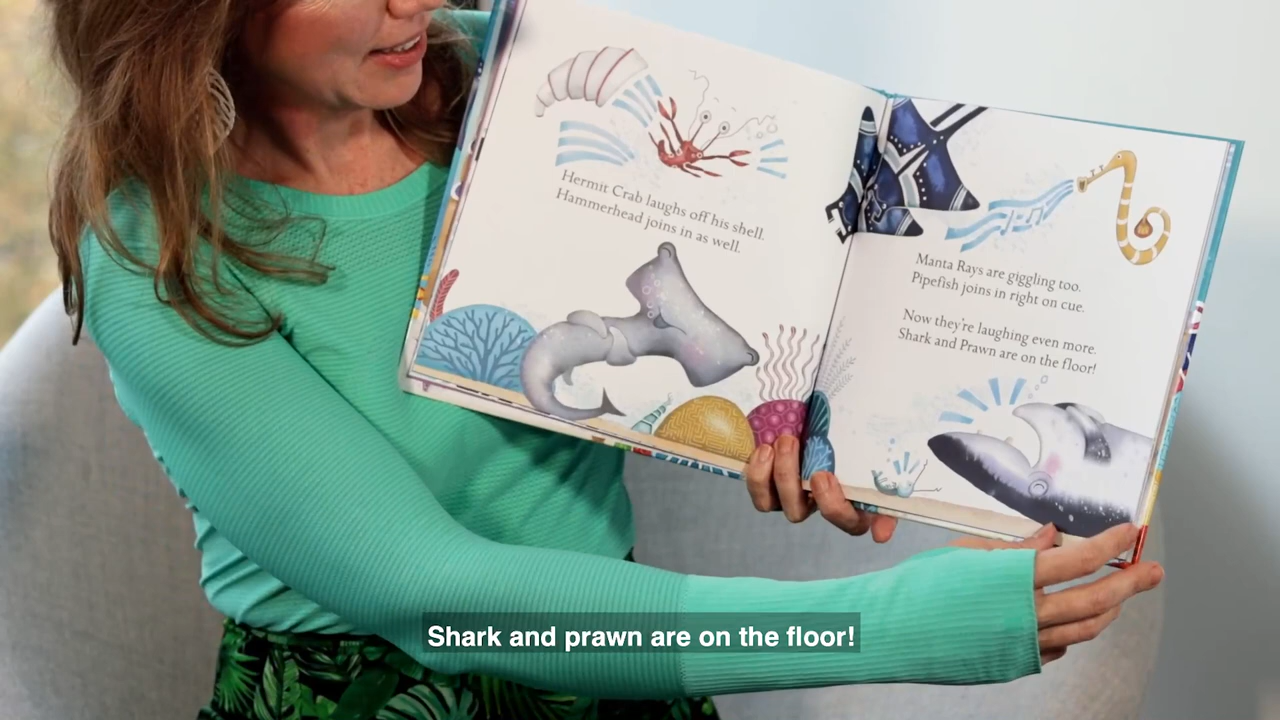 Hermit Crab laughs off his shell.
Hammerhead joins in as well.
Manta Rays are giggling too.
Pipefish joins in right on cue.
Now they're laughing even more.
Shark and Prawn are on the floor!
Shark and prawn are on the floor!